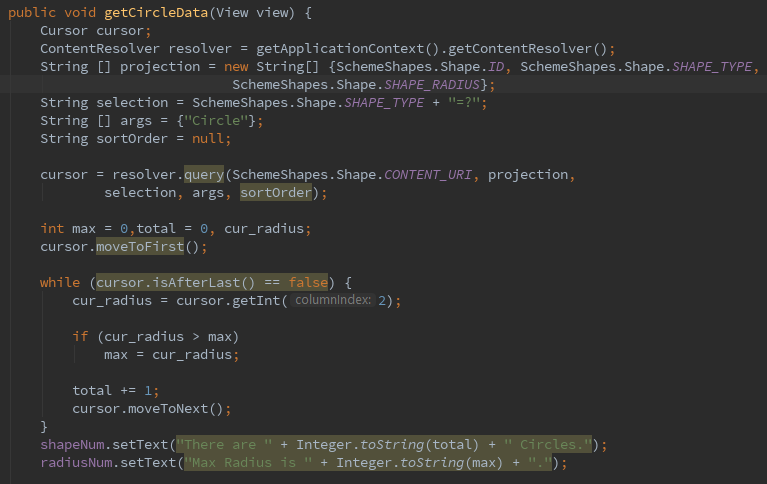 public void getCircleData(View view) {
    Cursor cursor;
    ContentResolver resolver = getApplicationContext().getContentResolver();
    String [] projection = new String[] {SchemeShapes.Shape.ID, SchemeShapes.Shape.SHAPE_TYPE,
                            SchemeShapes.Shape.SHAPE_RADIUS};
    String selection = SchemeShapes.Shape.SHAPE_TYPE + "=?";
    String [] args = {"Circle"};
    String sortOrder = null;

    cursor = resolver.query(SchemeShapes.Shape.CONTENT_URI, projection,
            selection, args, sortOrder);

    int max = 0,total = 0, cur_radius;
    cursor.moveToFirst();

    while (cursor.isAfterLast() == false) {
        cur_radius = cursor.getInt( columnIndex: 2);

        if (cur_radius > max)
            max = cur_radius;

        total += 1;
        cursor.moveToNext();
    }
    shapeNum.setText("There are " + Integer.toString(total) + " Circles.");
    radiusNum.setText("Max Radius is " + Integer.toString(max) + ".");